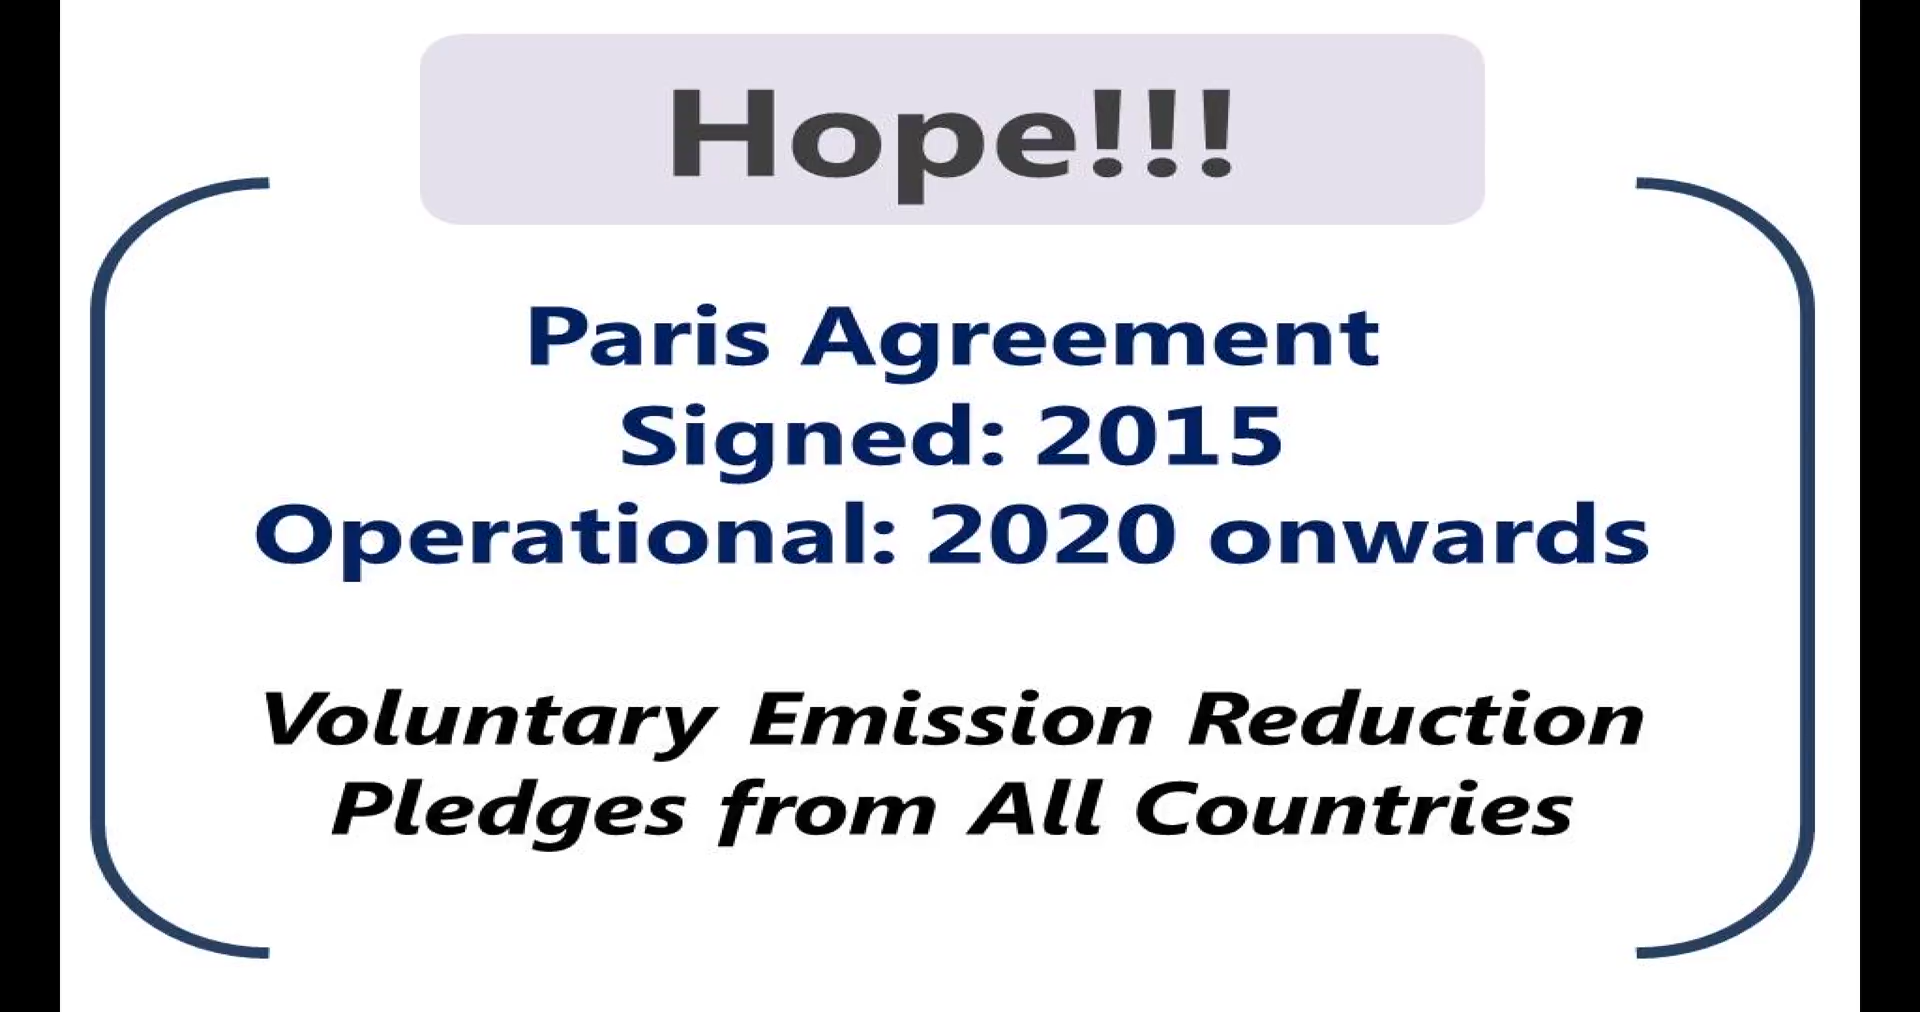 Hope!!!
Paris Agreement
Signed: 2015
Operational: 2020 onwards
Voluntary Emission Reduction
Pledges from All Countries